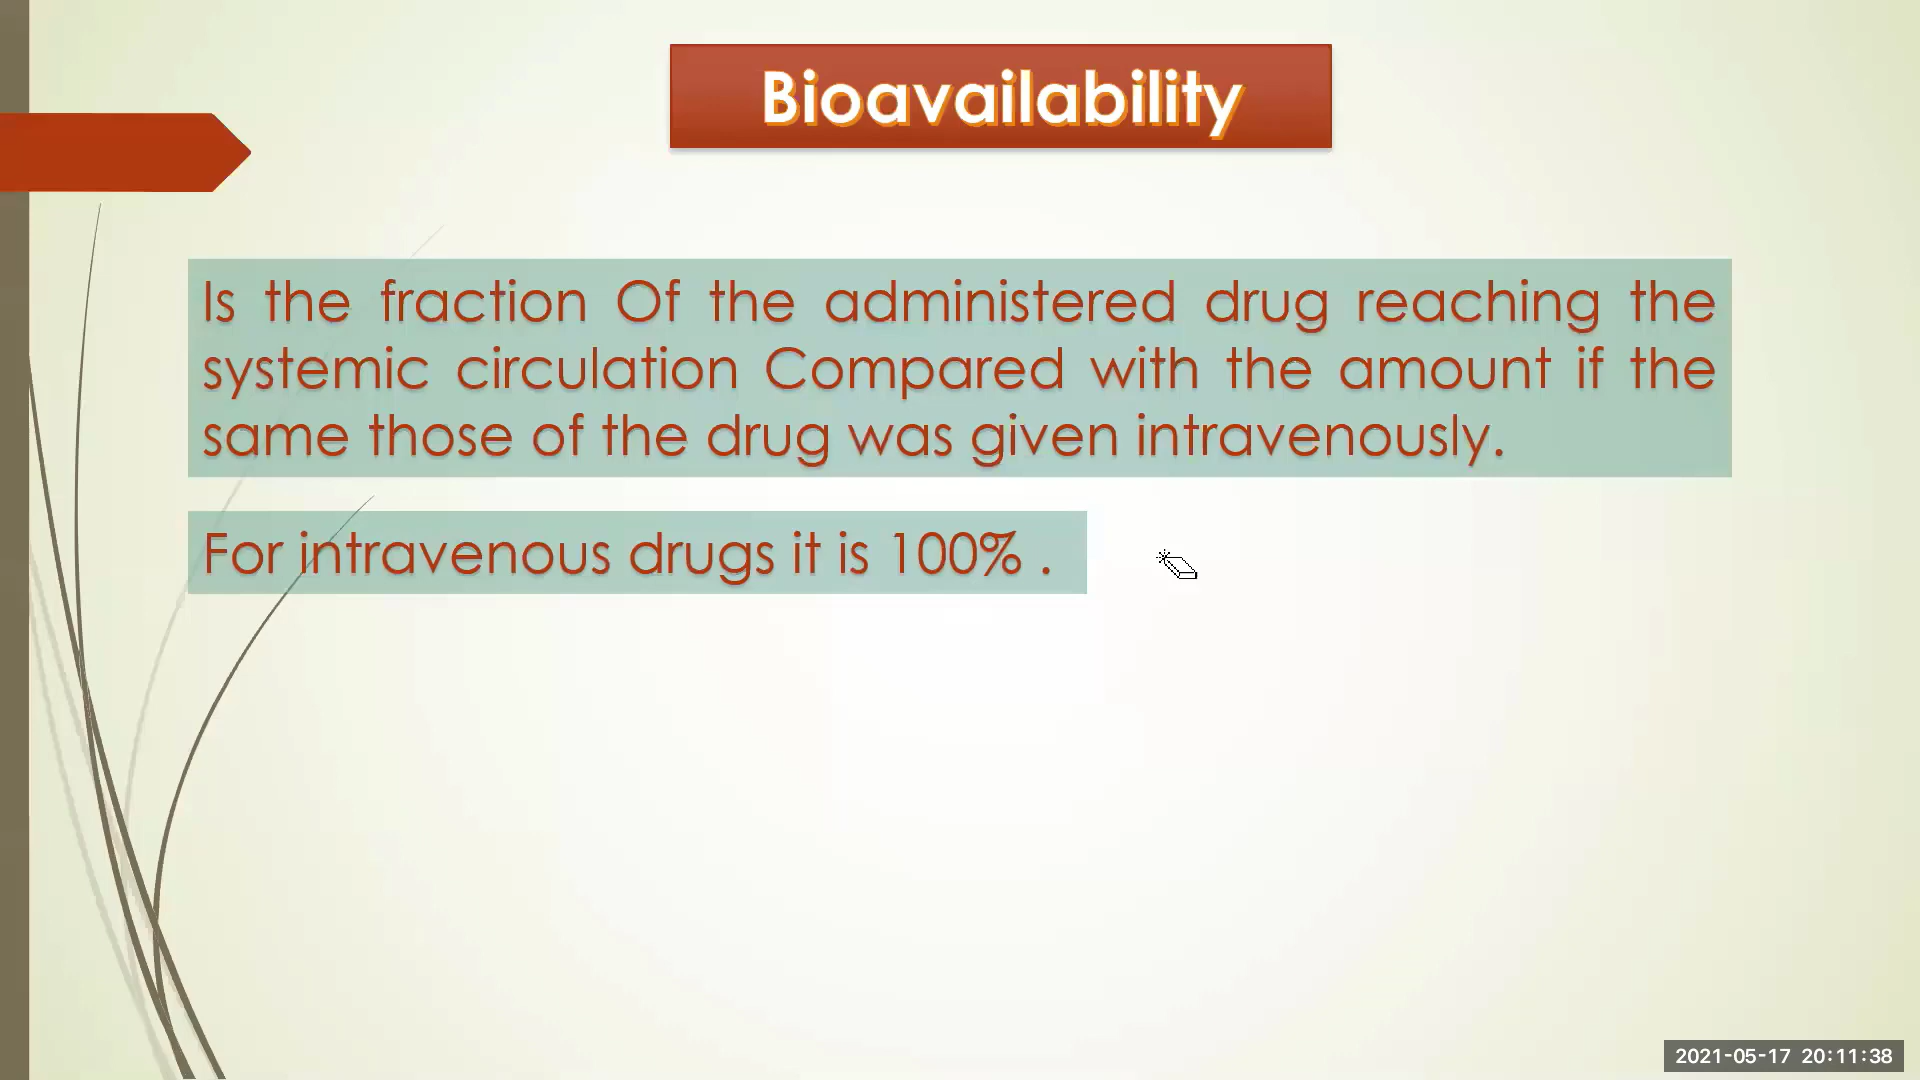 Bioavailability
Is the fraction Of the administered drug reaching the
systemic circulation Compared with the amount if the
same those of the drug was given intravenously.
For intravenous drugs it is 100% .
2021-05-17 20:11:38